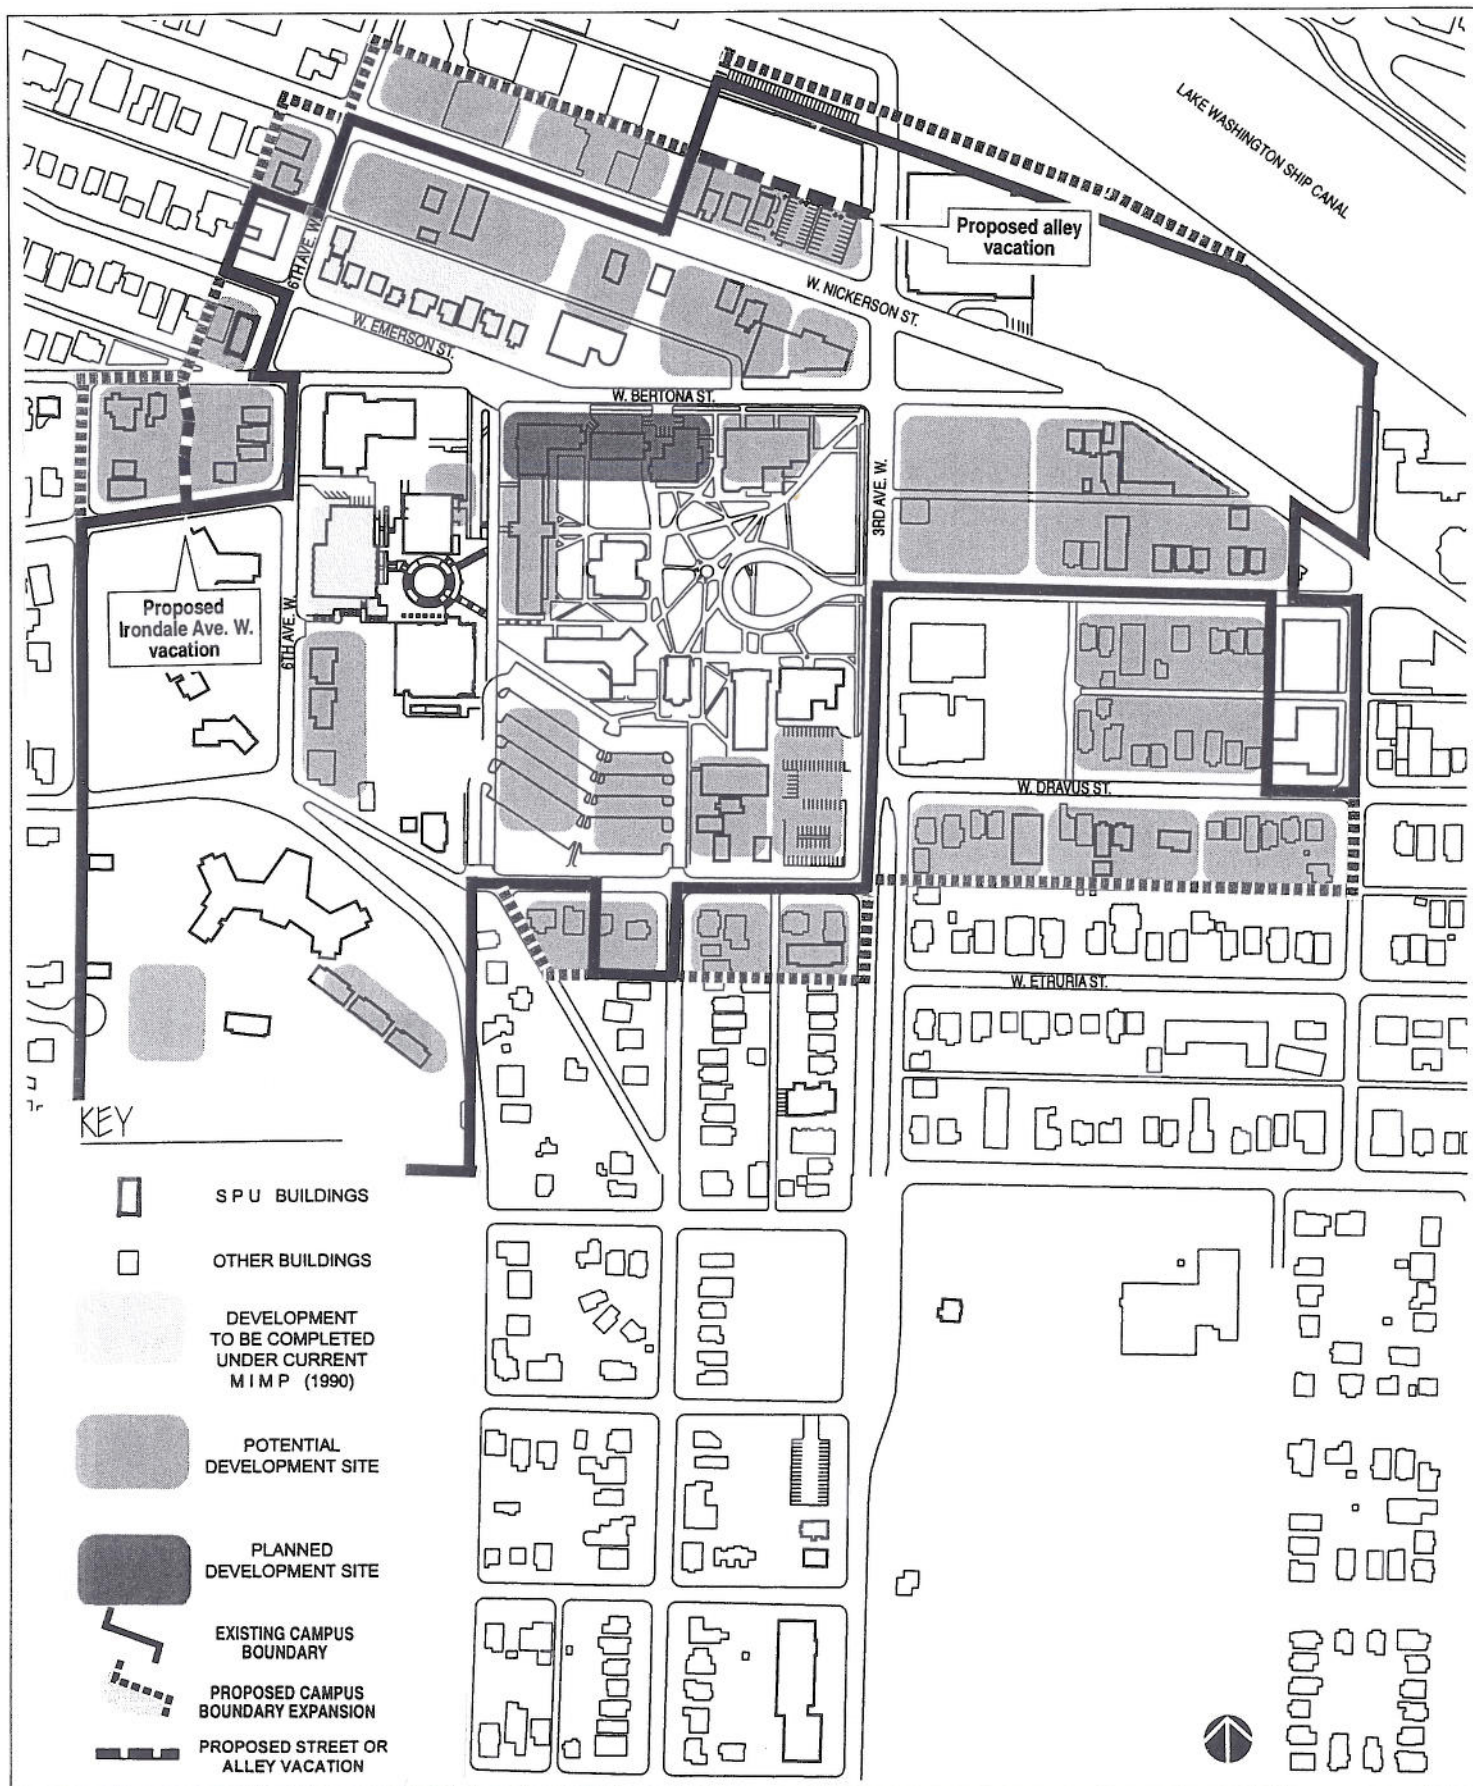 LAKE WASHINGTON SHIP CANAL
Proposed alley
vacation
6TH AVE. W.
W. NICKERSON ST.
W. EMERSON ST.
W. BERTONA ST.
3RD AVE. W.
Proposed
Irondale Ave. W.
vacation
6TH AVE. W.
W. DRAVUS ST.
W. ETRURIA ST.
KEY
SPU BUILDINGS
OTHER BUILDINGS
DEVELOPMENT
TO BE COMPLETED
UNDER CURRENT
MIMP (1990)
POTENTIAL
DEVELOPMENT SITE
PLANNED
DEVELOPMENT SITE
EXISTING CAMPUS
BOUNDARY
PROPOSED CAMPUS
BOUNDARY EXPANSION
PROPOSED STREET OR
ALLEY VACATION